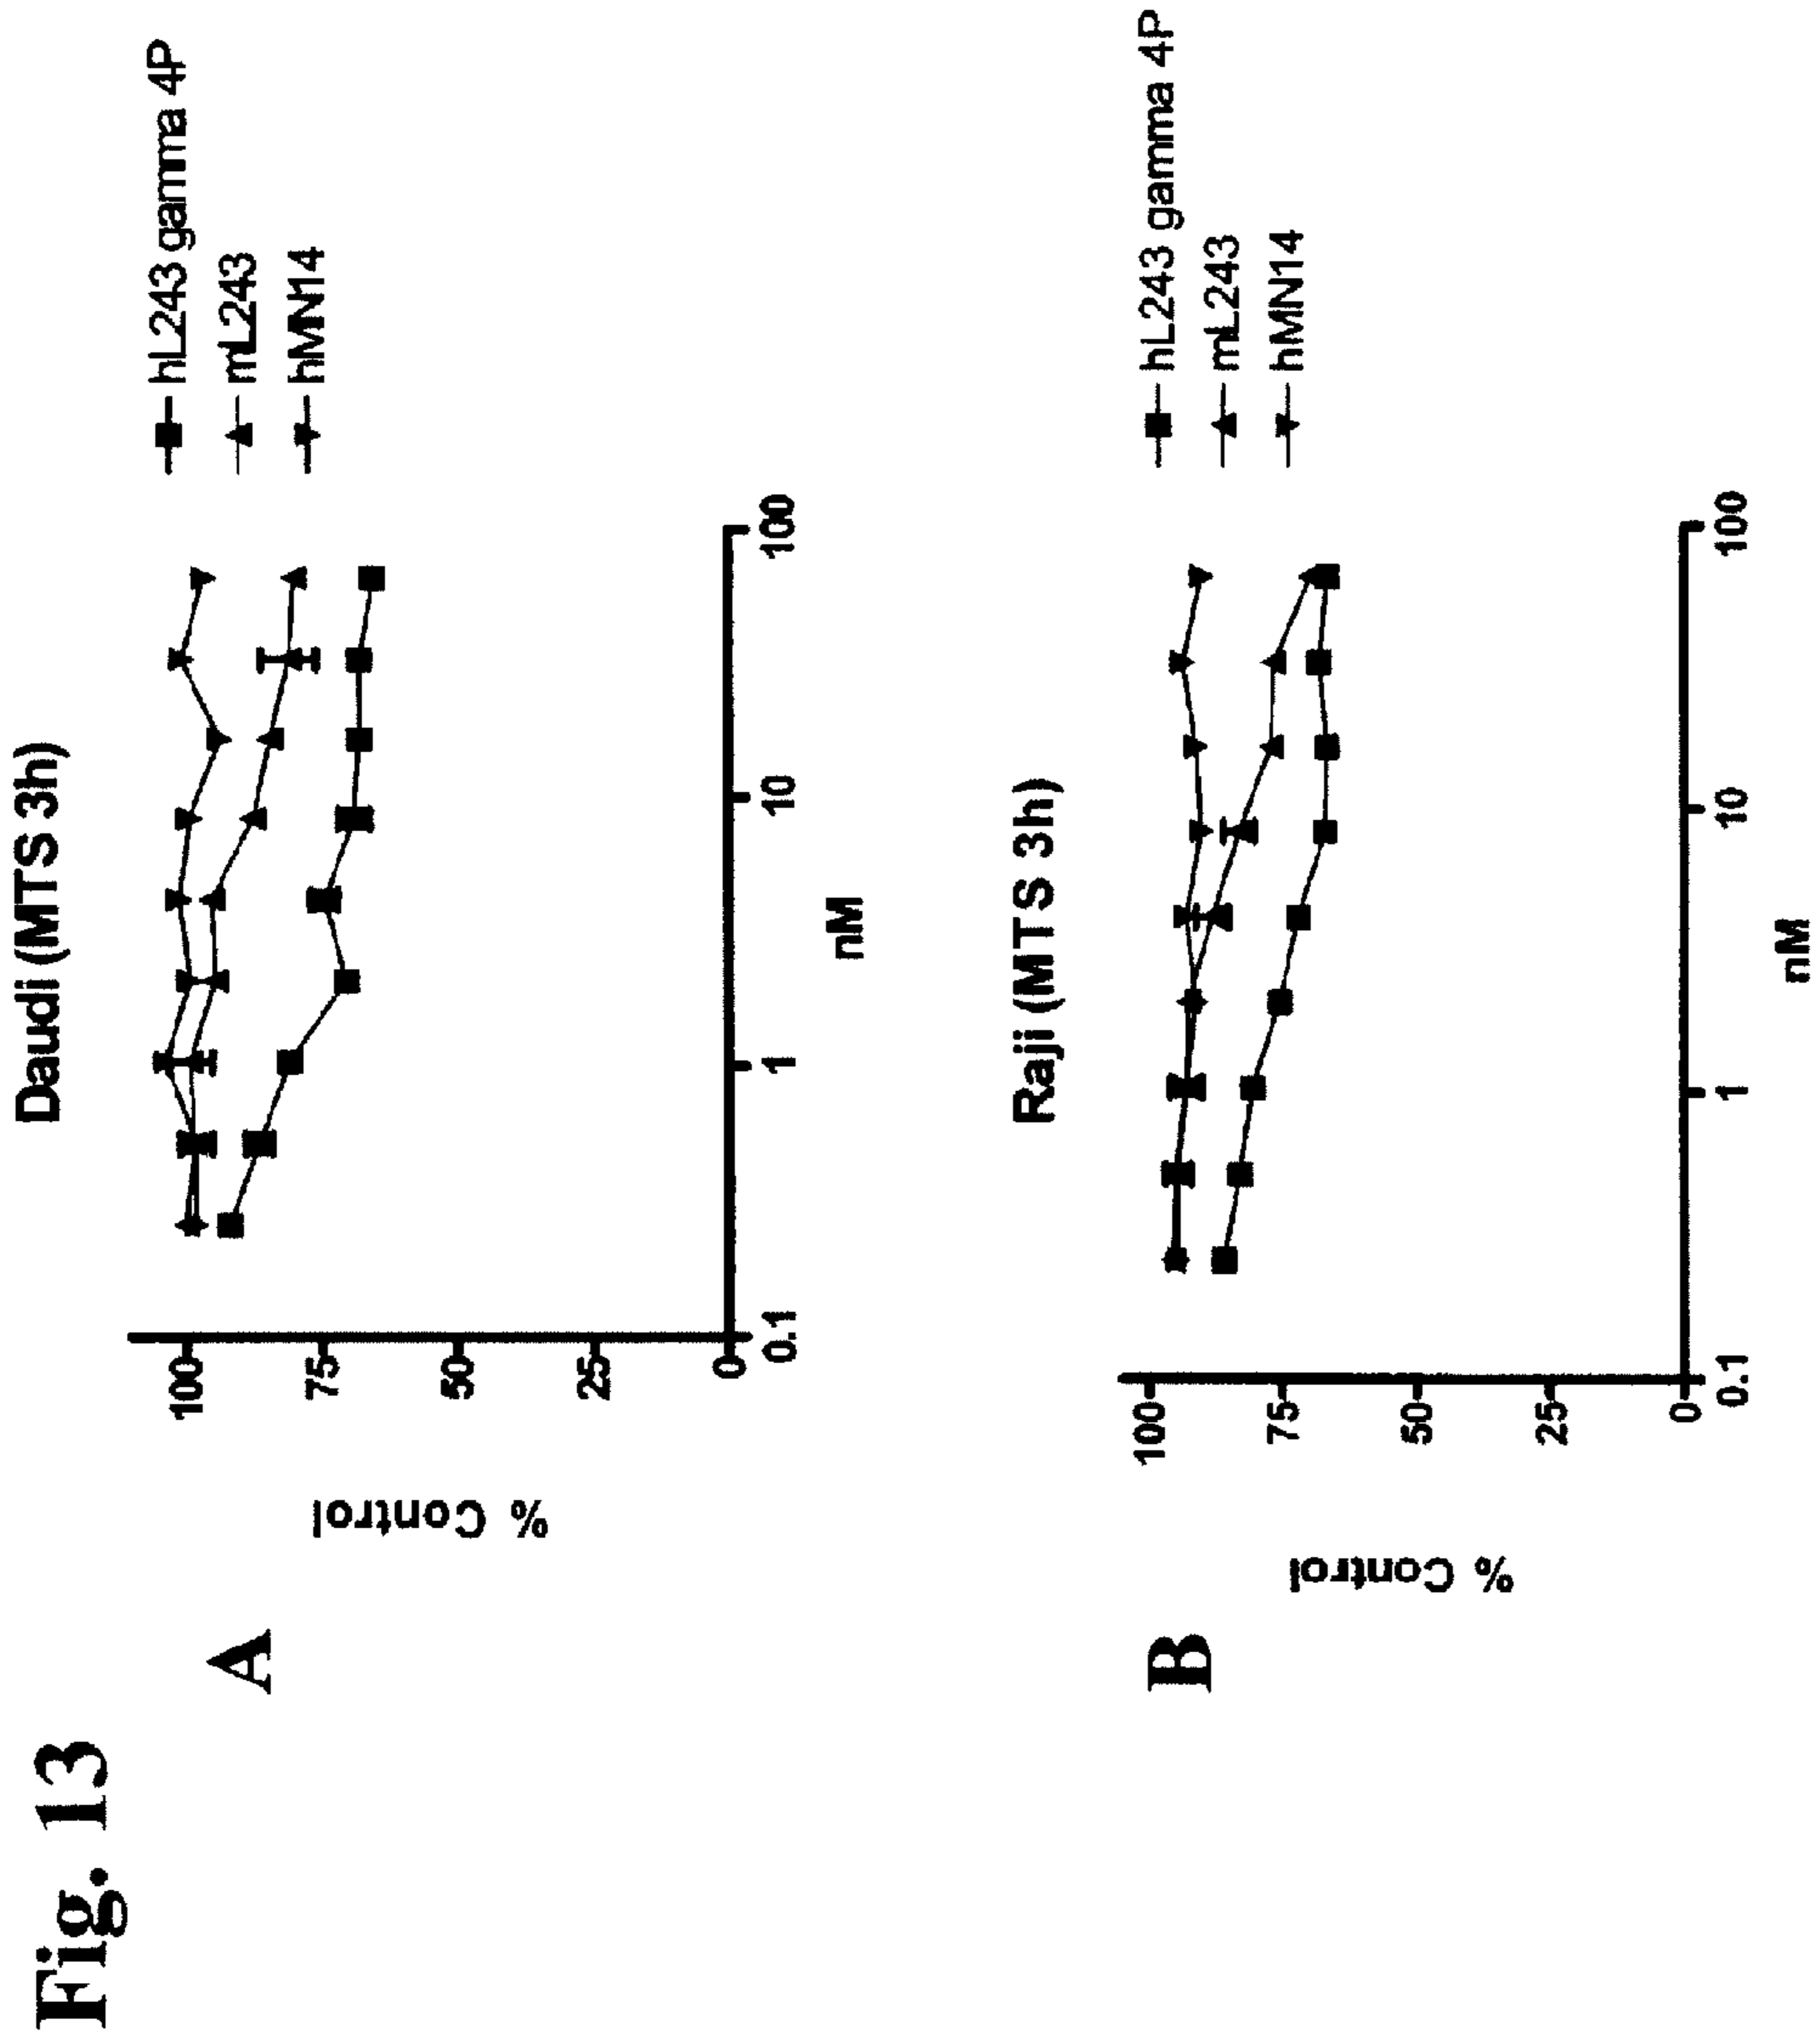 Fig. 13
A
Daudi (MTS 3h)
% Control
100
75
50
25
0
0.1
1
10
100
nM
hL243 gamma 4P
mL243
hMN14
B
Raji (MTS 3h)
% Control
100
75
50
25
0
0.1
1
10
100
nM
hL243 gamma 4P
mL243
hMN14